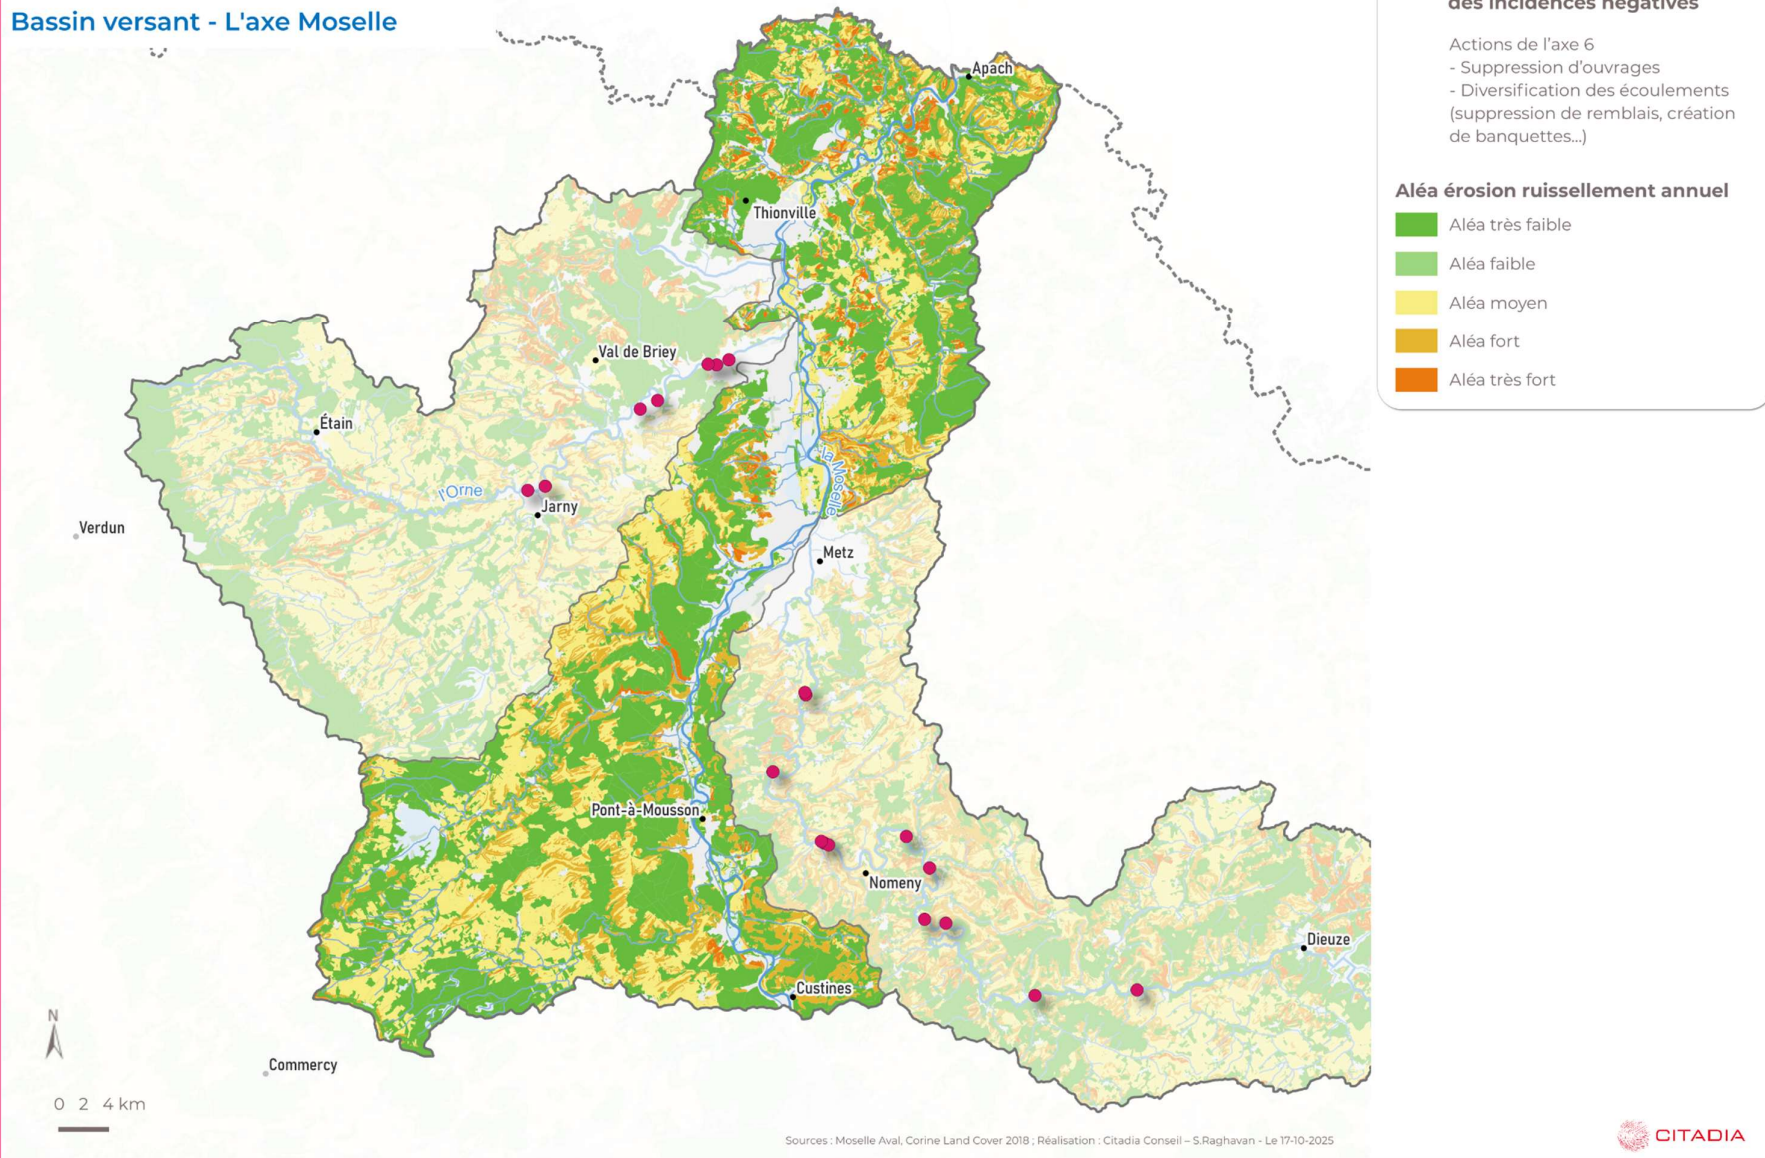 Bassin versant - L'axe Moselle
des incidences négatives
Actions de l'axe 6
- Suppression d'ouvrages
- Diversification des écoulements
(suppression de remblais, création
de banquettes...)
Aléa érosion ruissellement annuel
Aléa très faible
Aléa faible
Aléa moyen
Aléa fort
Aléa très fort
Apach
Thionville
Val de Briey
Étain
l'Orne
la Moselle
Jarny
Verdun
Metz
Pont-à-Mousson
Nomeny
Dieuze
Custines
N
Commercy
0 2 4 km
Sources : Moselle Aval, Corine Land Cover 2018 ; Réalisation : Citadia Conseil – S.Raghavan - Le 17-10-2025
CITADIA